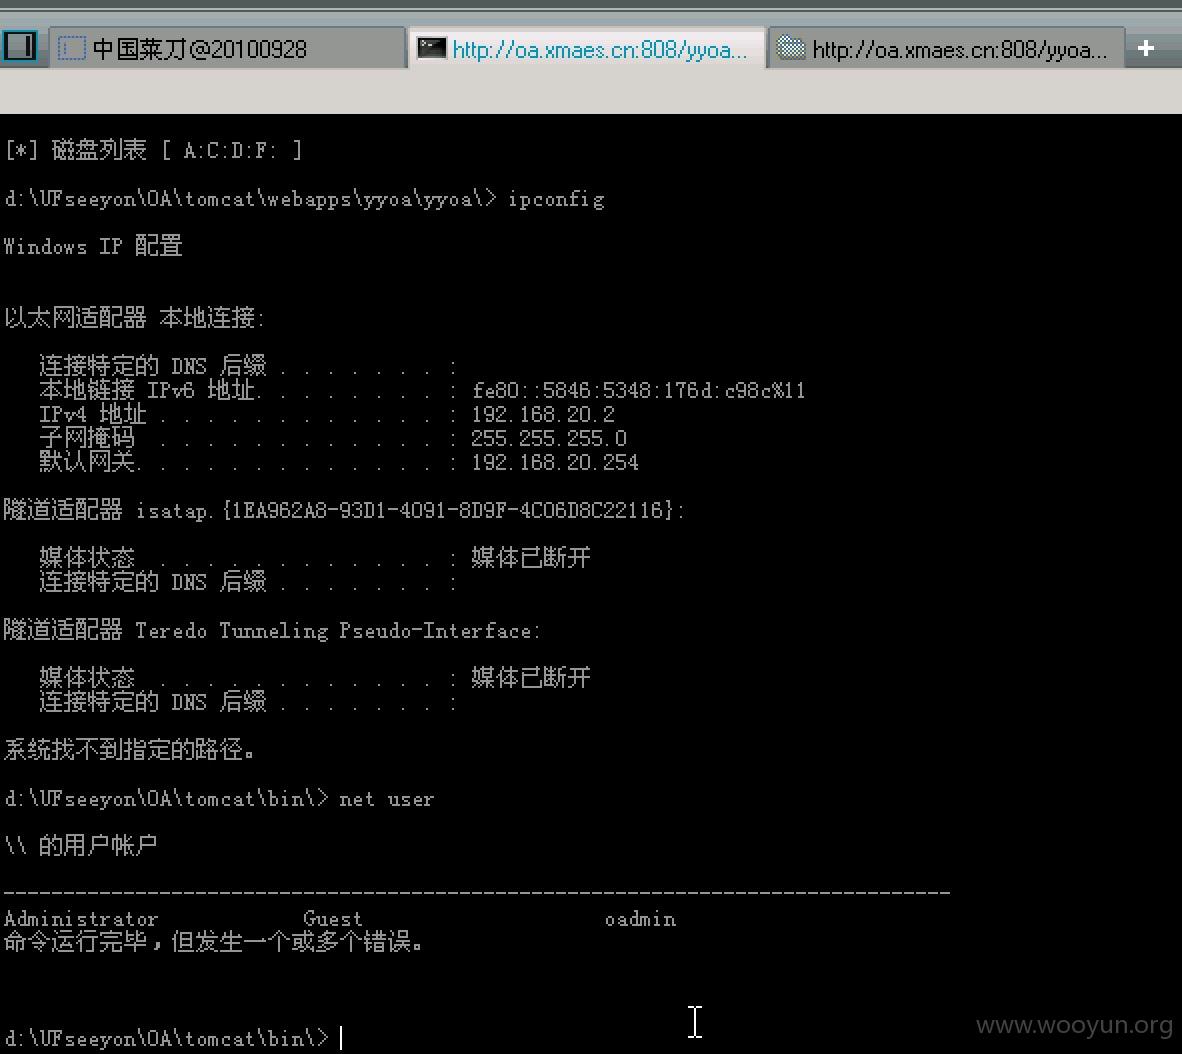 中国菜刀@20100928
http://oa.xmaes.cn:808/yyoa...
http://oa.xmaes.cn:808/yyoa...
[*] 磁盘列表 [ A:C:D:F: ]
d:\UFseeyon\OA\tomcat\webapps\yyoa\yyoa\> ipconfig
Windows IP 配置
以太网适配器 本地连接:
连接特定的 DNS 后缀 . . . . . . . :
本地链接 IPv6 地址. . . . . . . . : fe80::5846:5348:176d:c98c%11
IPv4 地址 . . . . . . . . . . . . : 192.168.20.2
子网掩码 . . . . . . . . . . . . : 255.255.255.0
默认网关. . . . . . . . . . . . . : 192.168.20.254
隧道适配器 isatap.{1EA962A8-93D1-4091-8D9F-4C06D8C22116}:
媒体状态 . . . . . . . . . . . . : 媒体已断开
连接特定的 DNS 后缀 . . . . . . . :
隧道适配器 Teredo Tunneling Pseudo-Interface:
媒体状态 . . . . . . . . . . . . : 媒体已断开
连接特定的 DNS 后缀 . . . . . . . :
系统找不到指定的路径。
d:\UFseeyon\OA\tomcat\bin\> net user
\\ 的用户帐户
-------------------------------------------------------------------------------
Administrator Guest oadmin
命令运行完毕，但发生一个或多个错误。
d:\UFseeyon\OA\tomcat\bin\>
www.wooyun.org